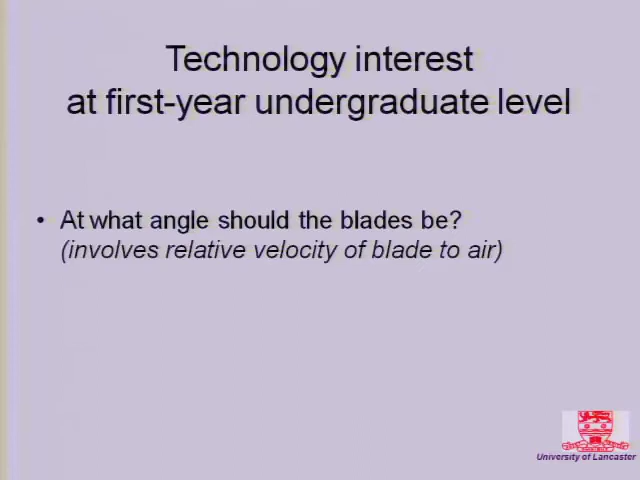 Technology interest
at first-year undergraduate level
• At what angle should the blades be?
(involves relative velocity of blade to air)
University of Lancaster